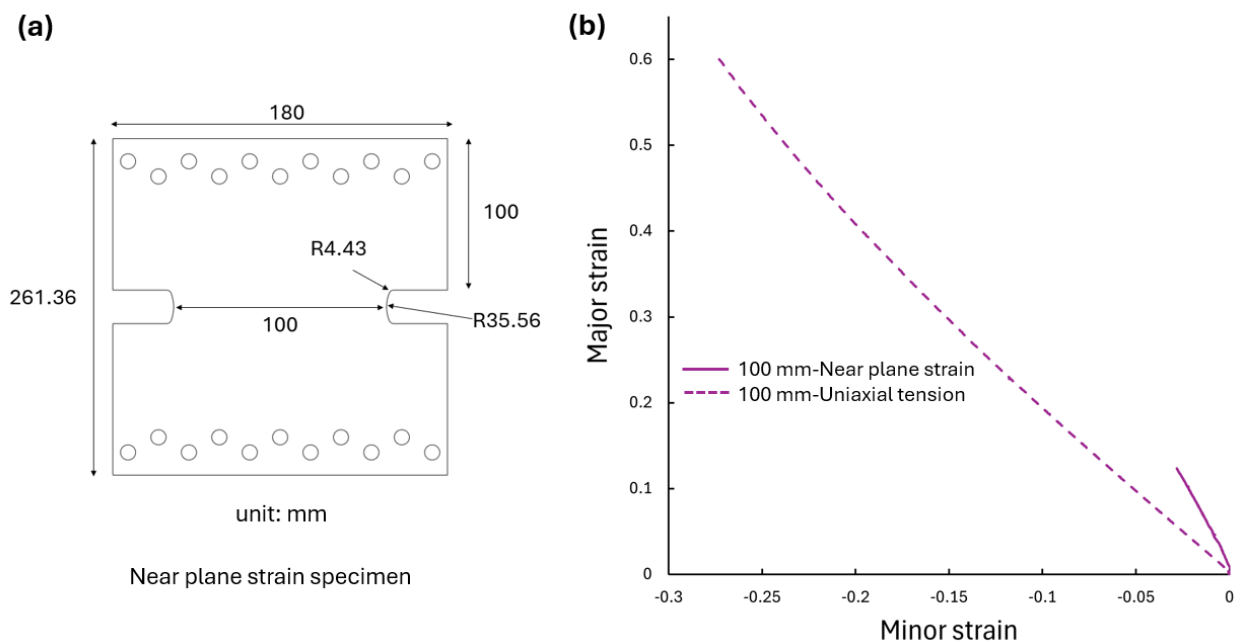 (a)
180
100
R4.43
261.36
100
R35.56
unit: mm
Near plane strain specimen
(b)
Major strain
0.6
0.5
0.4
0.3
0.2
0.1
0
100 mm-Near plane strain
100 mm-Uniaxial tension
-0.3
-0.25
-0.2
-0.15
-0.1
-0.05
0
Minor strain